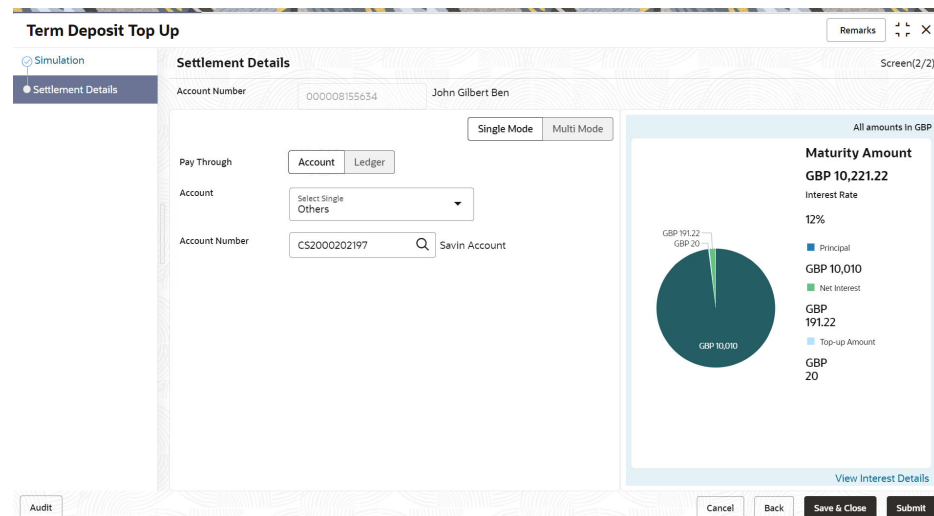 Term Deposit Top Up
Remarks
Simulation
Settlement Details
Settlement Details
Screen(2/2)
Account Number
000008155634
John Gilbert Ben
Single Mode
Multi Mode
Pay Through
Account
Ledger
Account
Select Single
Others
Account Number
CS2000202197
Savin Account
All amounts in GBP
GBP 191.22
GBP 20
GBP 10,010
Maturity Amount
GBP 10,221.22
Interest Rate
12%
Principal
GBP 10,010
Net Interest
GBP
191.22
Top-up Amount
GBP
20
View Interest Details
Audit
Cancel
Back
Save & Close
Submit